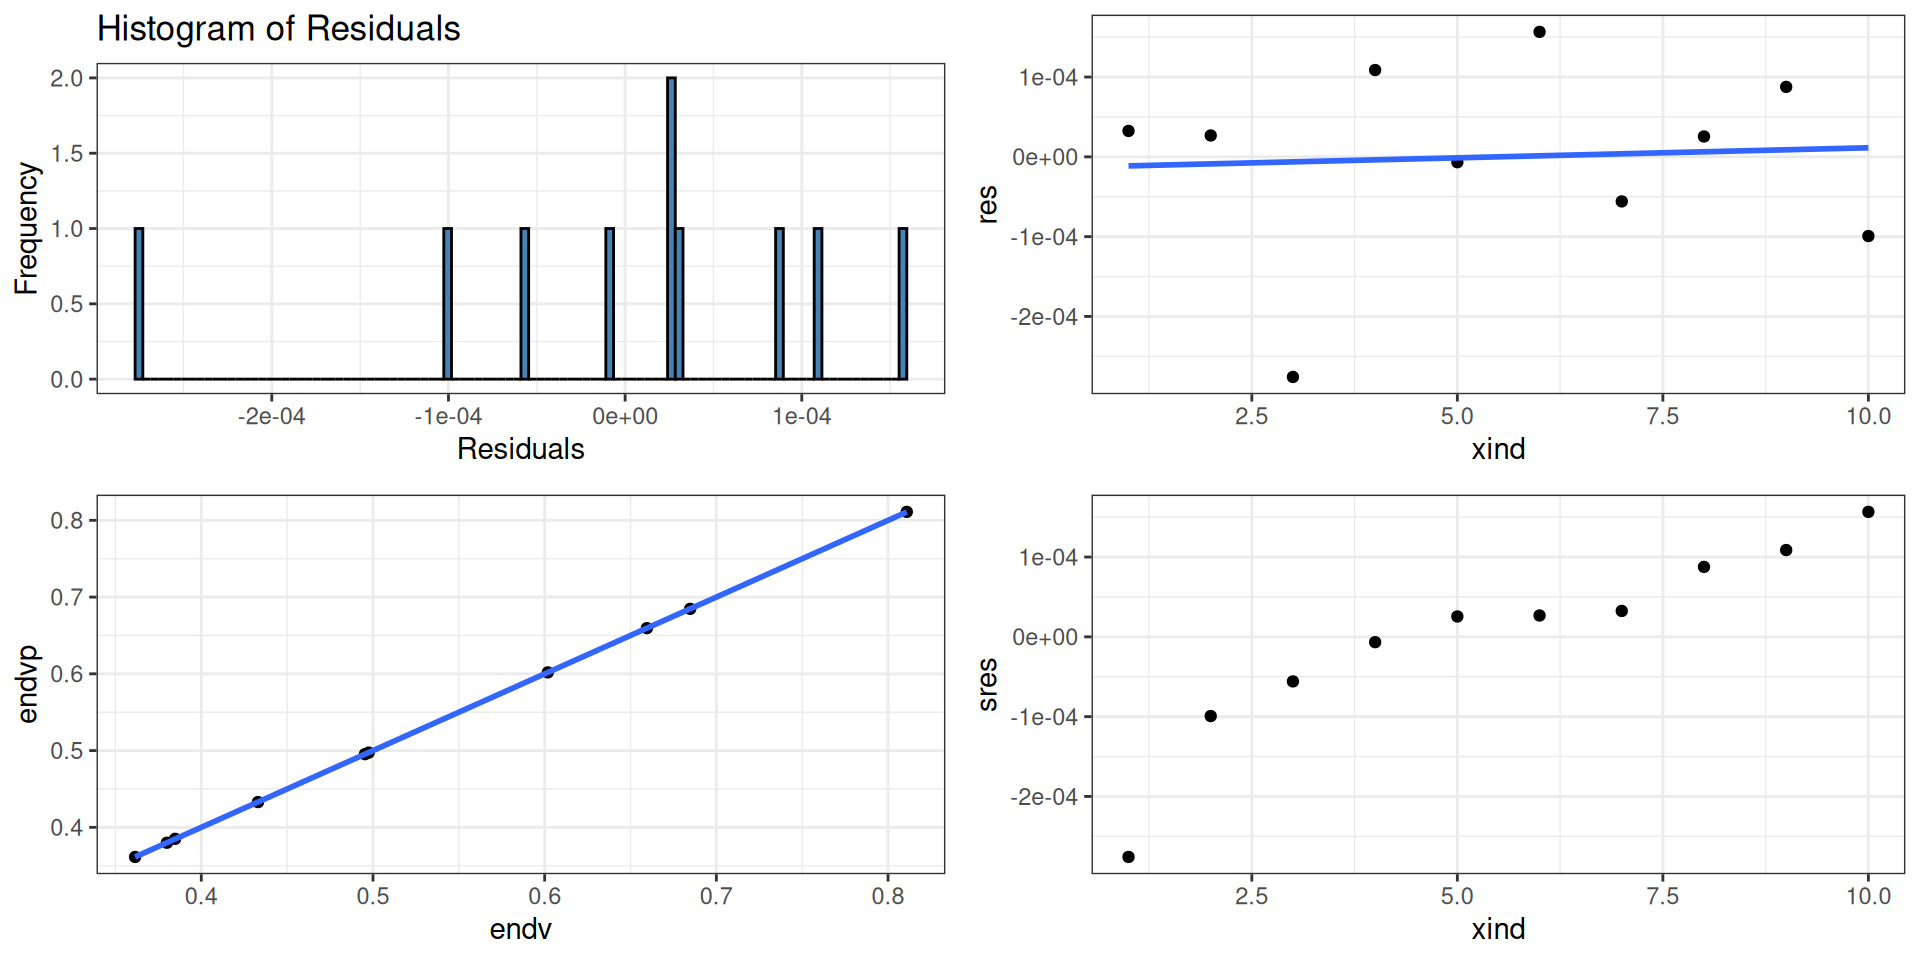 Histogram of Residuals
Frequency
2.0
1.5
1.0
0.5
0.0
-2e-04 -1e-04 0e+00 1e-04
Residuals
res
1e-04
0e+00
-1e-04
-2e-04
2.5 5.0 7.5 10.0
xind
endvp
0.8
0.7
0.6
0.5
0.4
0.4 0.5 0.6 0.7 0.8
endv
sres
1e-04
0e+00
-1e-04
-2e-04
2.5 5.0 7.5 10.0
xind